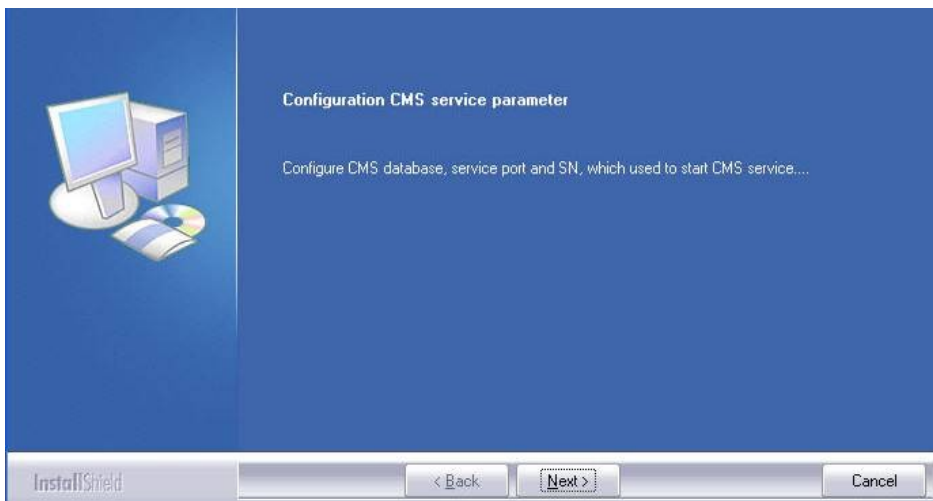 Configuration CMS service parameter
Configure CMS database, service port and SN, which used to start CMS service....
InstallShield
< Back
Next >
Cancel